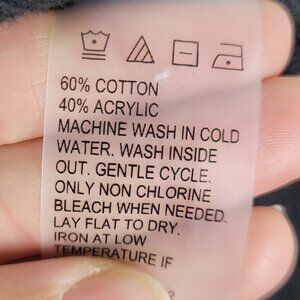 60% COTTON
40% ACRYLIC
MACHINE WASH IN COLD
WATER. WASH INSIDE
OUT. GENTLE CYCLE.
ONLY NON CHLORINE
BLEACH WHEN NEEDED.
LAY FLAT TO DRY.
IRON AT LOW
TEMPERATURE IF